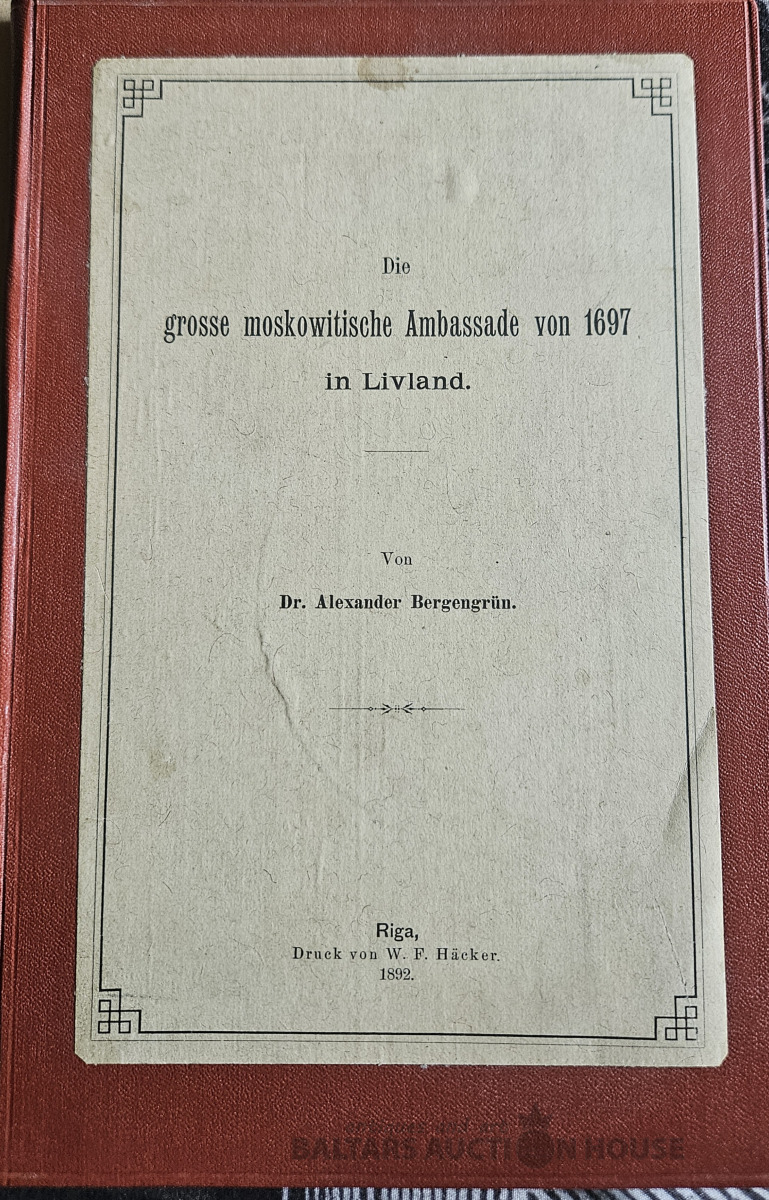 Die
grosse moskowitische Ambassade von 1697
in Livland.
Von
Dr. Alexander Bergengrün.
Riga,
Druck von W. F. Häcker.
1892.
BALTARS AUCTION HOUSE